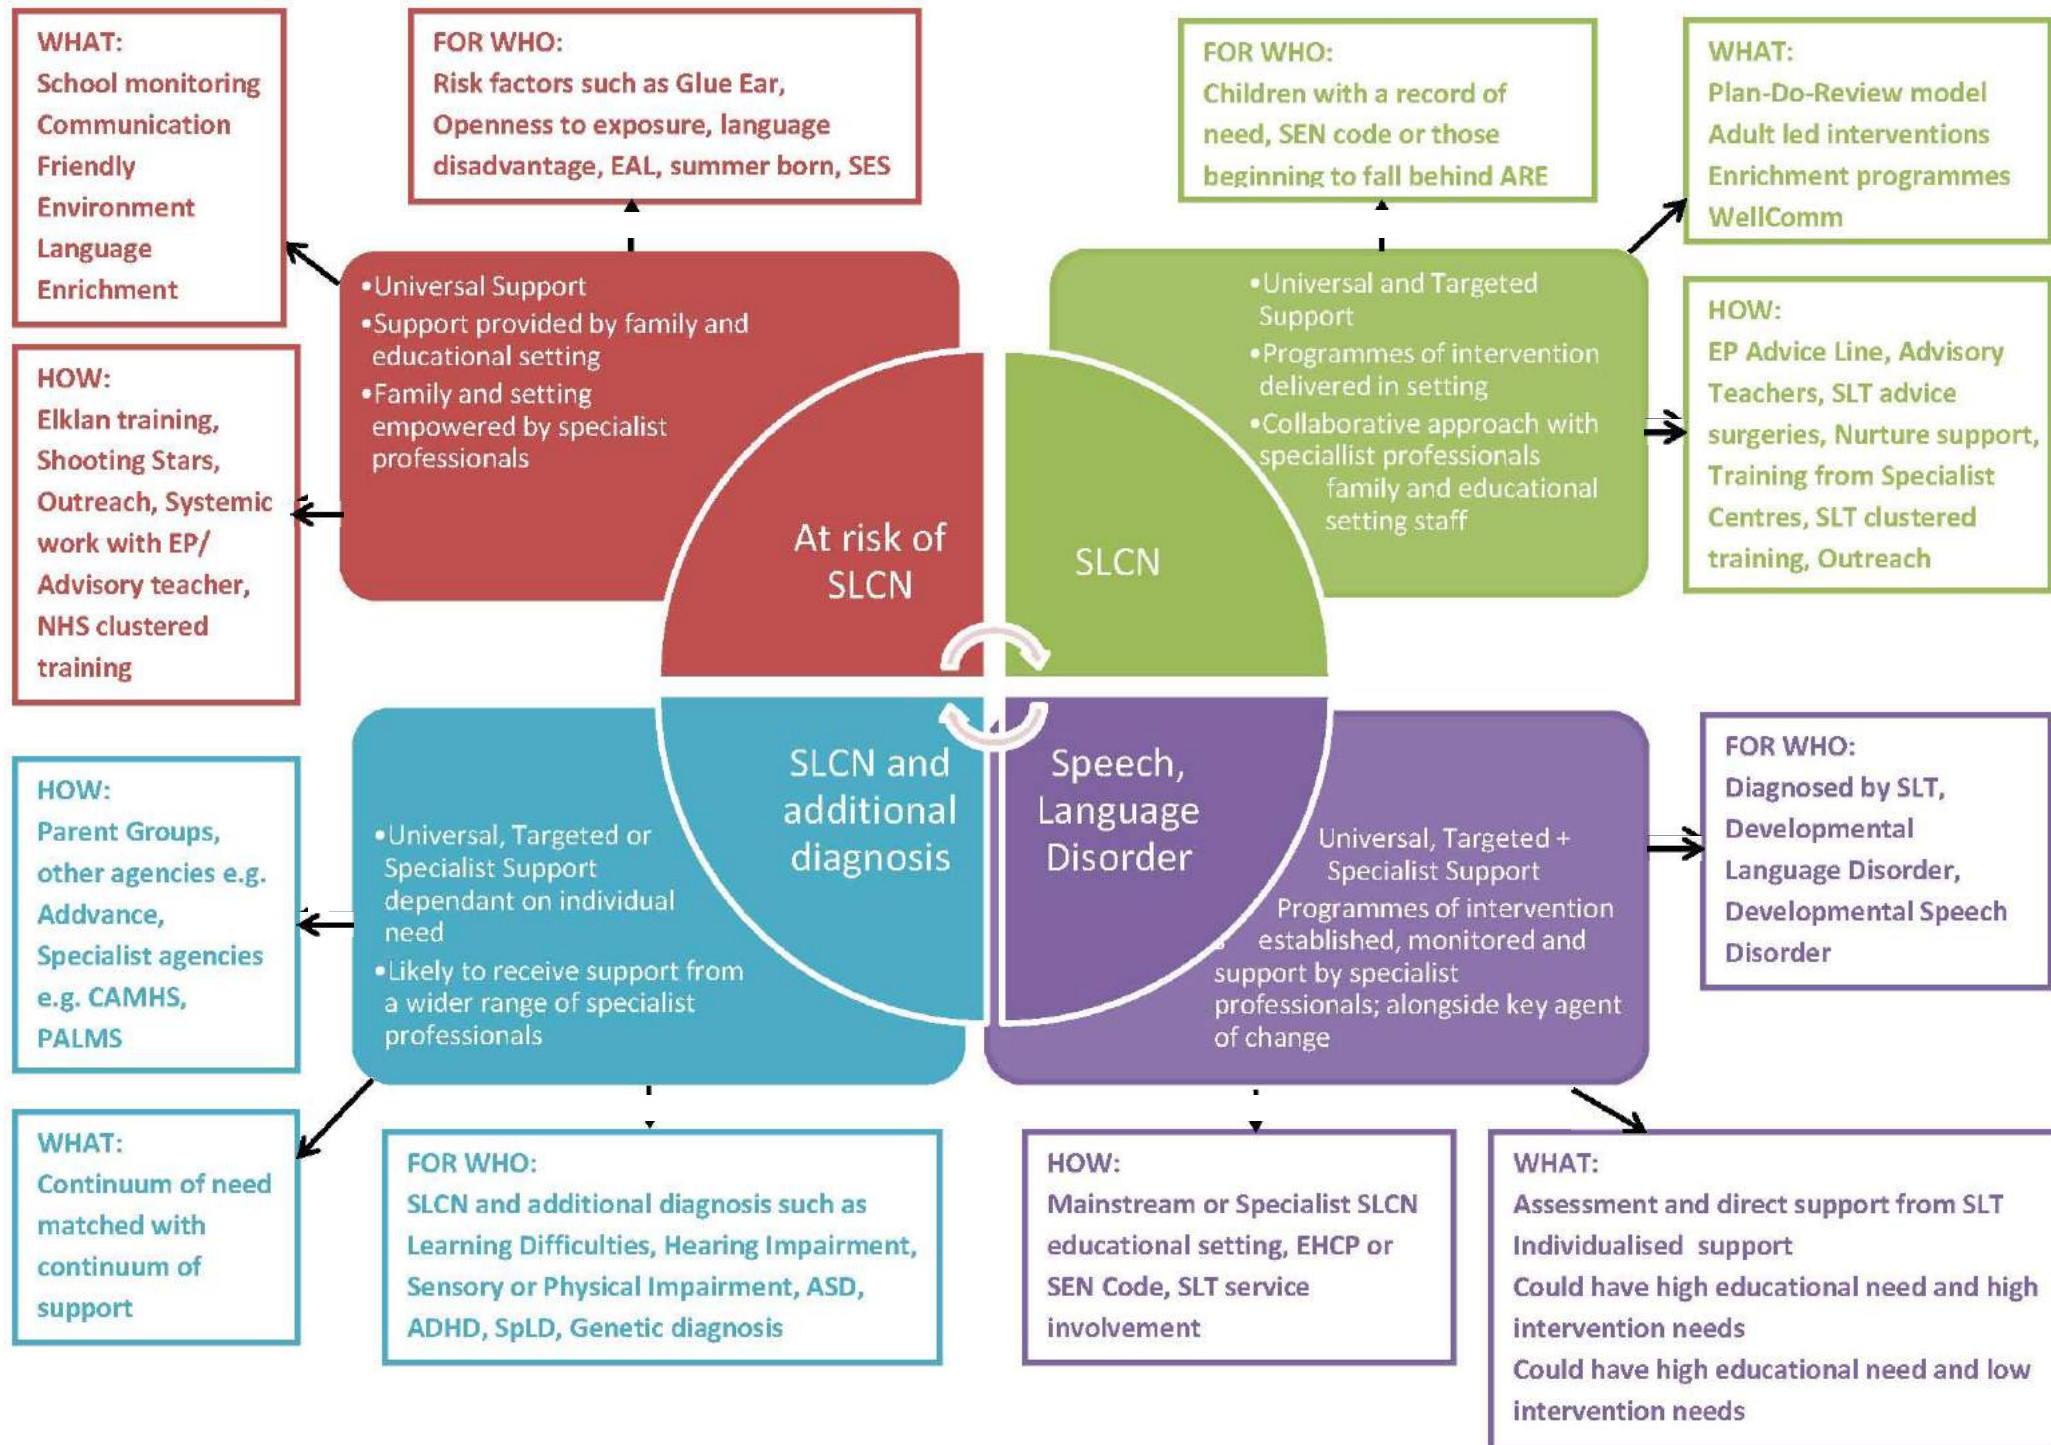 WHAT:
School monitoring
Communication
Friendly
Environment
Language
Enrichment
FOR WHO:
Risk factors such as Glue Ear,
Openness to exposure, language
disadvantage, EAL, summer born, SES
HOW:
Elklan training,
Shooting Stars,
Outreach, Systemic
work with EP/
Advisory teacher,
NHS clustered
training
•Universal Support
•Support provided by family and
educational setting
•Family and setting
empowered by specialist
professionals
At risk of
SLCN
FOR WHO:
Children with a record of
need, SEN code or those
beginning to fall behind ARE
WHAT:
Plan-Do-Review model
Adult led interventions
Enrichment programmes
WellComm
HOW:
EP Advice Line, Advisory
Teachers, SLT advice
surgeries, Nurture support,
Training from Specialist
Centres, SLT clustered
training, Outreach
•Universal and Targeted
Support
•Programmes of intervention
delivered in setting
•Collaborative approach with
speciallist professionals
family and educational
setting staff
SLCN
HOW:
Parent Groups,
other agencies e.g.
Addvance,
Specialist agencies
e.g. CAMHS,
PALMS
WHAT:
Continuum of need
matched with
continuum of
support
FOR WHO:
SLCN and additional diagnosis such as
Learning Difficulties, Hearing Impairment,
Sensory or Physical Impairment, ASD,
ADHD, SpLD, Genetic diagnosis
•Universal, Targeted or
Specialist Support
dependant on individual
need
•Likely to receive support from
a wider range of specialist
professionals
SLCN and
additional
diagnosis
Speech,
Language
Disorder
Universal, Targeted +
Specialist Support
Programmes of intervention
established, monitored and
support by specialist
professionals; alongside key agent
of change
FOR WHO:
Diagnosed by SLT,
Developmental
Language Disorder,
Developmental Speech
Disorder
HOW:
Mainstream or Specialist SLCN
educational setting, EHCP or
SEN Code, SLT service
involvement
WHAT:
Assessment and direct support from SLT
Individualised support
Could have high educational need and high
intervention needs
Could have high educational need and low
intervention needs